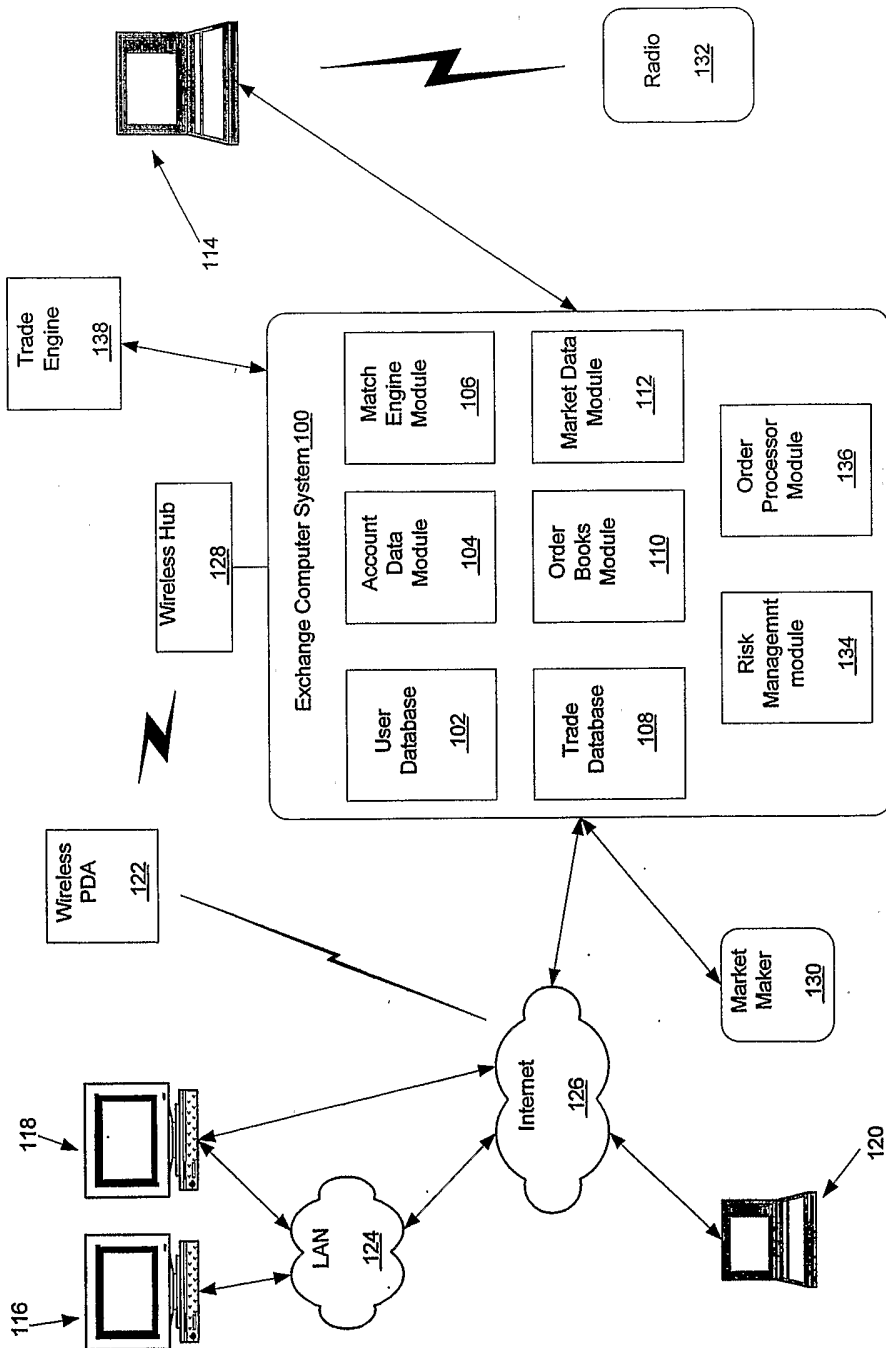 116
118
LAN
124
Wireless
PDA
122
Internet
126
120
Wireless Hub
128
Trade
Engine
138
114
Exchange Computer System 100
User
Database
102
Account
Data
Module
104
Match
Engine
Module
106
Trade
Database
108
Order
Books
Module
110
Market Data
Module
112
Risk
Managemnt
module
134
Order
Processor
Module
136
Market
Maker
130
Radio
132